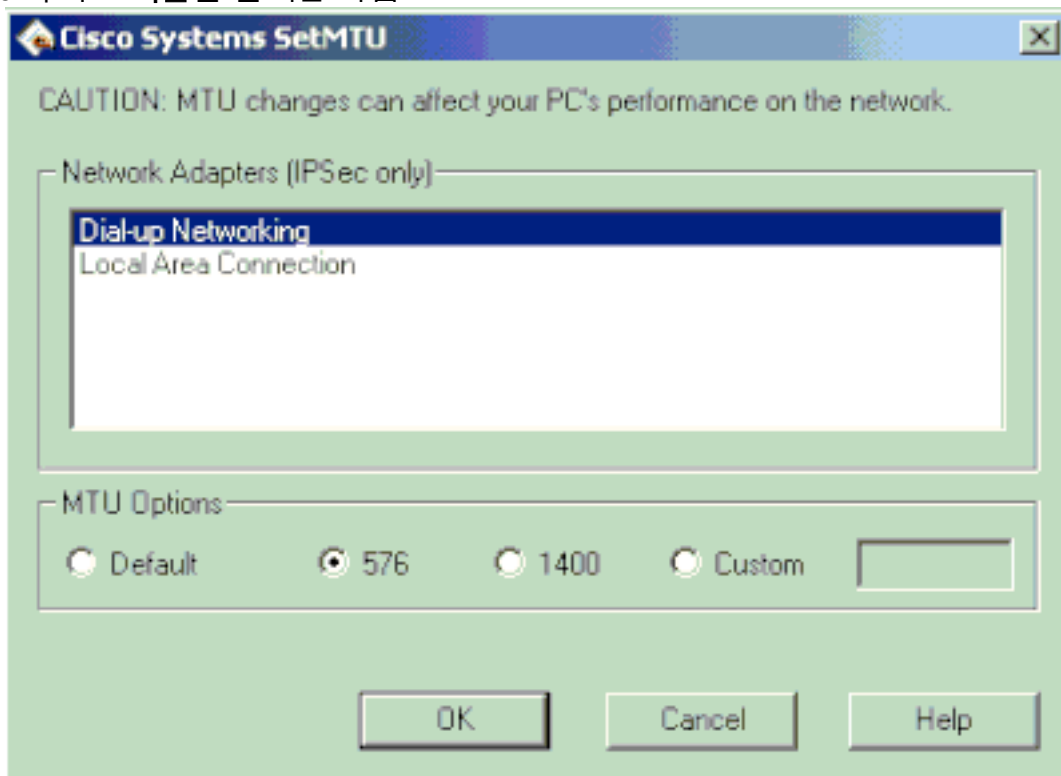 Cisco Systems SetMTU
CAUTION: MTU changes can affect your PC's performance on the network.
Network Adapters (IPSec only)
Dial-up Networking
Local Area Connection
MTU Options
Default 576 1400 Custom
OK Cancel Help